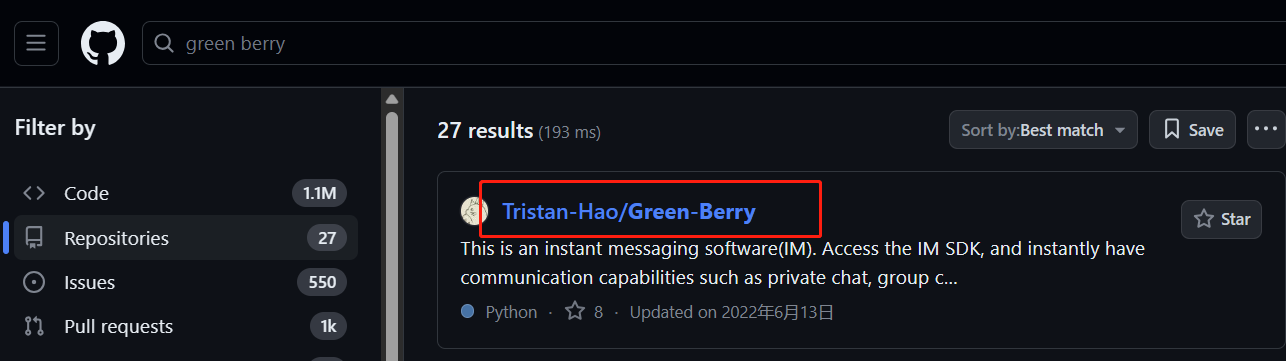 green berry
Filter by
Code 1.1M
Repositories 27
Issues 550
Pull requests 1k
27 results (193 ms)
Sort by:Best match
Save
Tristan-Hao/Green-Berry
Star
This is an instant messaging software(IM). Access the IM SDK, and instantly have
communication capabilities such as private chat, group c...
Python · 8 · Updated on 2022年6月13日